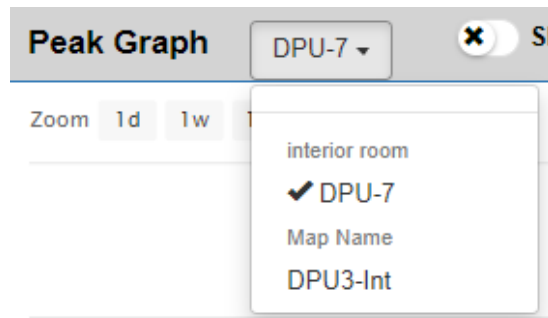 Peak Graph DPU-7
Zoom 1d 1w
interior room
DPU-7
Map Name
DPU3-Int